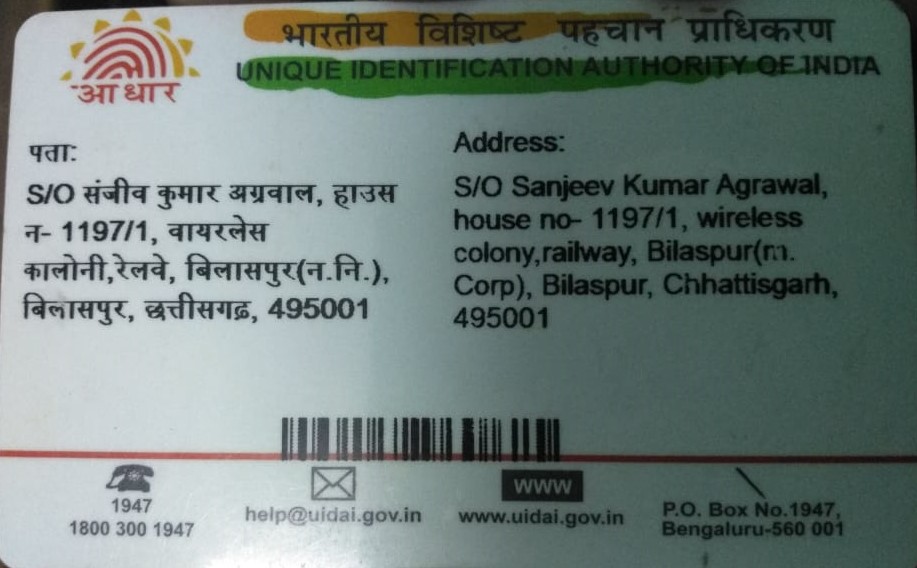 भारतीय विशिष्ट पहचान प्राधिकरण
UNIQUE IDENTIFICATION AUTHORITY OF INDIA
आधार
पता:
S/O संजीव कुमार अग्रवाल, हाउस
न- 1197/1, वायरलेस
कालोनी,रेलवे, बिलासपुर(न.नि.),
बिलासपुर, छत्तीसगढ़, 495001
Address:
S/O Sanjeev Kumar Agrawal,
house no- 1197/1, wireless
colony,railway, Bilaspur(m.
Corp), Bilaspur, Chhattisgarh,
495001
1947
1800 300 1947
help@uidai.gov.in
www
www.uidai.gov.in
P.O. Box No.1947,
Bengaluru-560 001